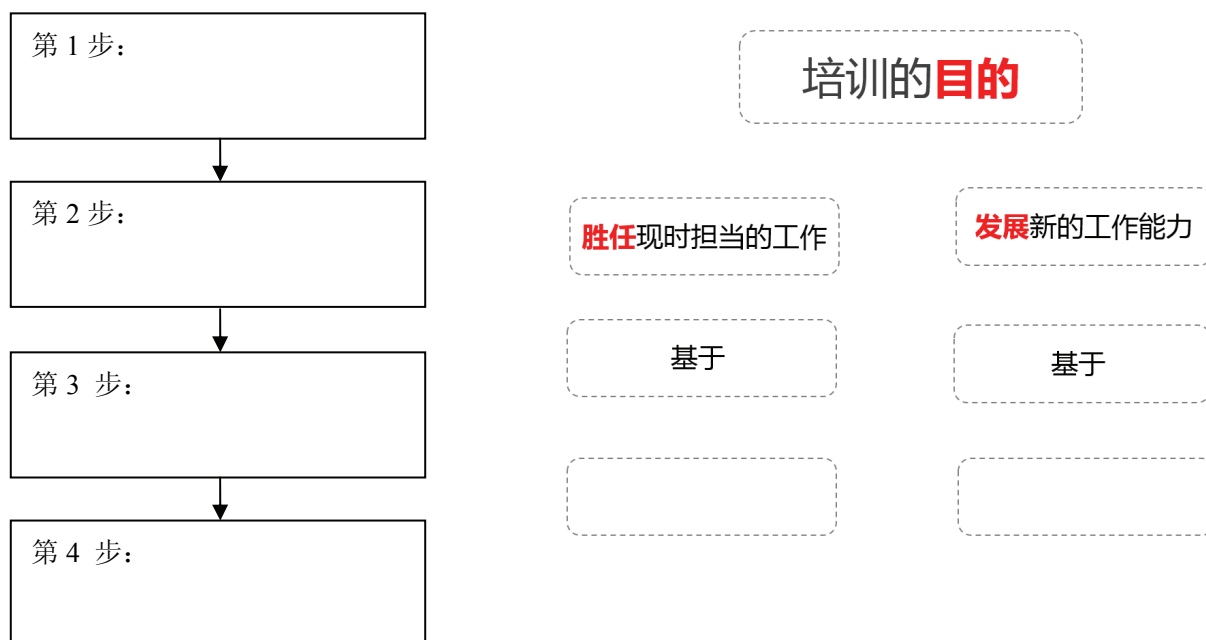 第 1 步：
第 2 步：
第 3 步：
第 4 步：
培训的目的
胜任现时担当的工作
发展新的工作能力
基于
基于